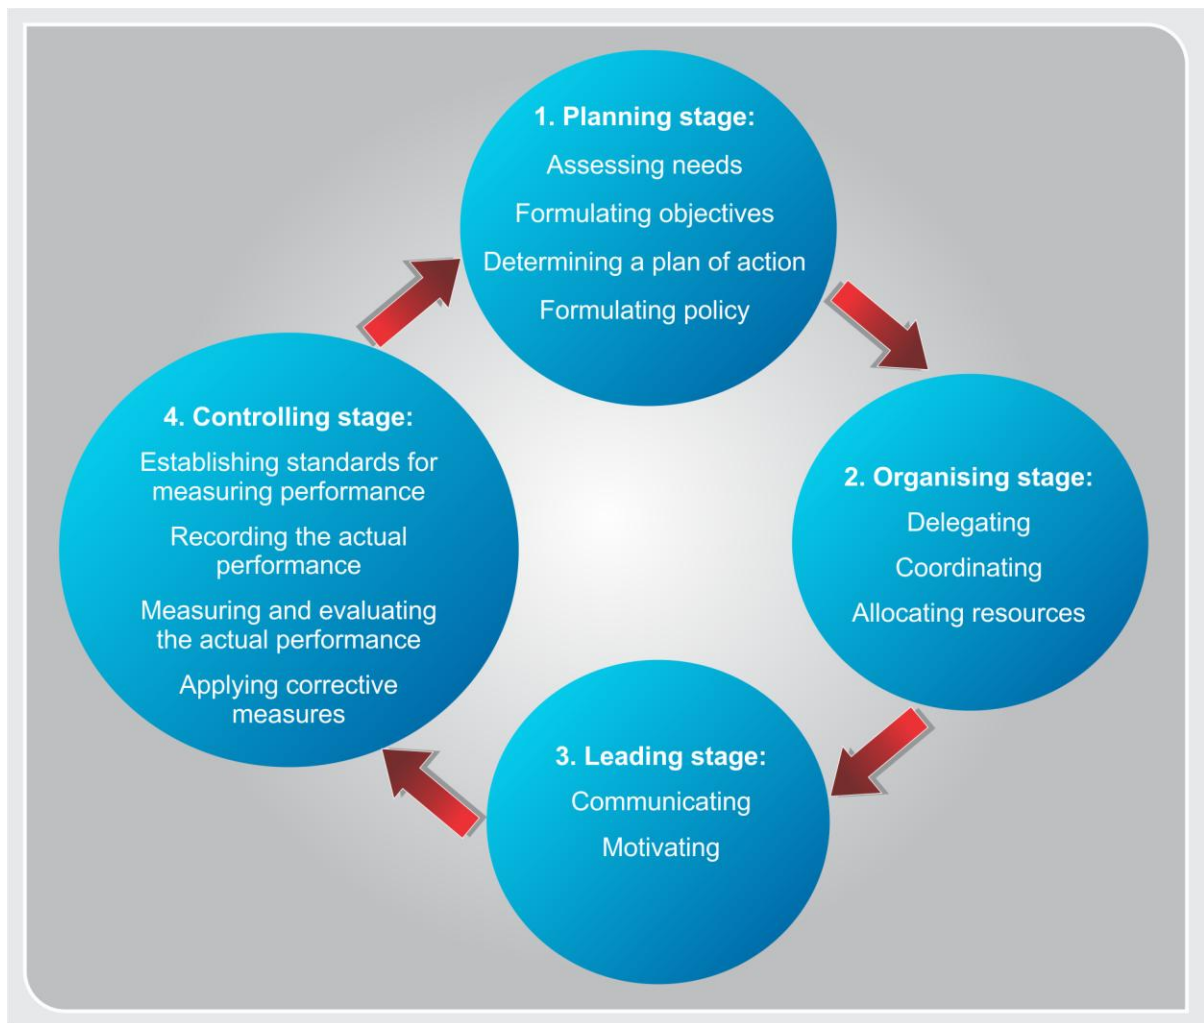 1. Planning stage:
Assessing needs
Formulating objectives
Determining a plan of action
Formulating policy
2. Organising stage:
Delegating
Coordinating
Allocating resources
3. Leading stage:
Communicating
Motivating
4. Controlling stage:
Establishing standards for
measuring performance
Recording the actual
performance
Measuring and evaluating
the actual performance
Applying corrective
measures